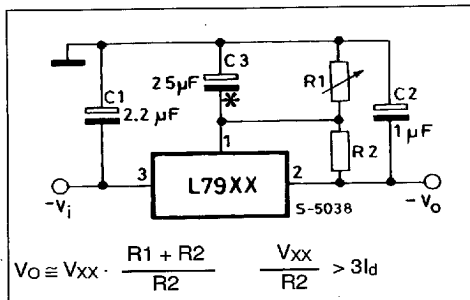 C3
25µF
*
R1
C1
2.2 µF
C2
1 µF
R2
1
3
L79XX
2
-Vi
S-5038
-Vo
VO ≅ VXX · (R1 + R2) / R2
VXX / R2 > 3Id